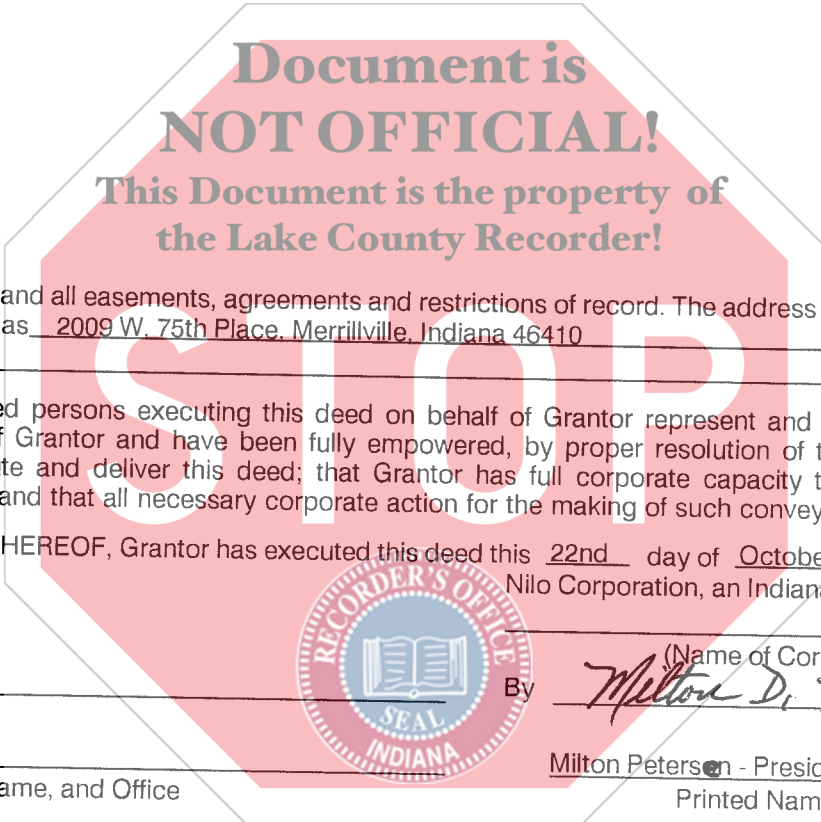 Document is
NOT OFFICIAL!
This Document is the property of
the Lake County Recorder!
and all easements, agreements and restrictions of record. The address
as 2009 W. 75th Place, Merrillville, Indiana 46410
STOP
ed persons executing this deed on behalf of Grantor represent and
f Grantor and have been fully empowered, by proper resolution of t
te and deliver this deed; that Grantor has full corporate capacity t
and that all necessary corporate action for the making of such convey
HEREOF, Grantor has executed this deed this 22nd day of Octobe
Nilo Corporation, an Indian
RECORDER'S OFFICE
SEAL
INDIANA
(Name of Cor
By Milton D.
Milton Petersen - Presid
ame, and Office
Printed Nam